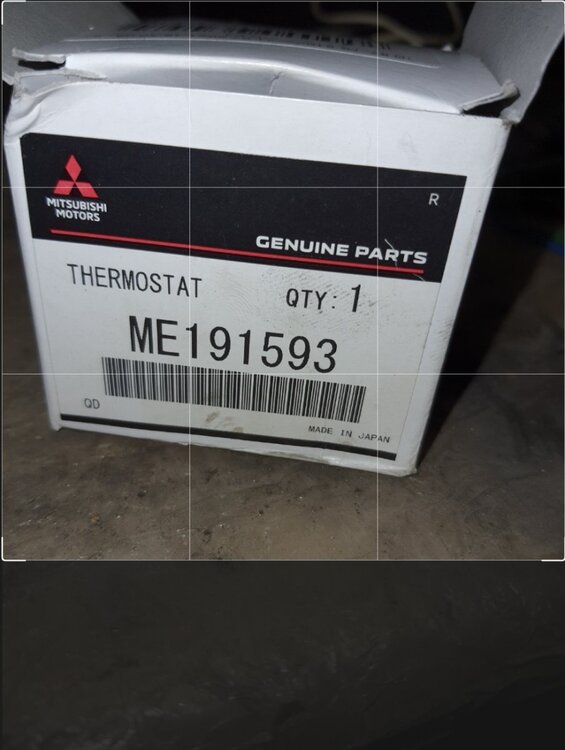 MITSUBISHI
MOTORS
R
GENUINE PARTS
THERMOSTAT
QTY: 1
ME191593
QD
MADE IN JAPAN